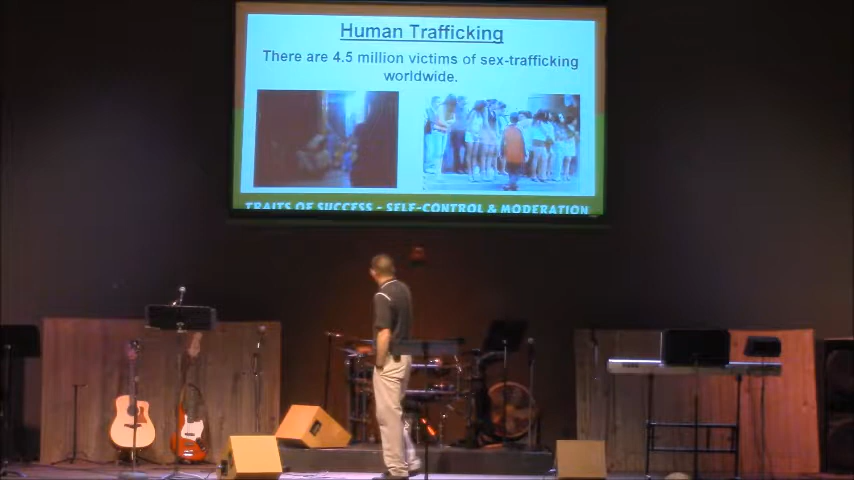 Human Trafficking
There are 4.5 million victims of sex-trafficking
worldwide.
TRAITS OF SUCCESS - SELF-CONTROL & MODERATION